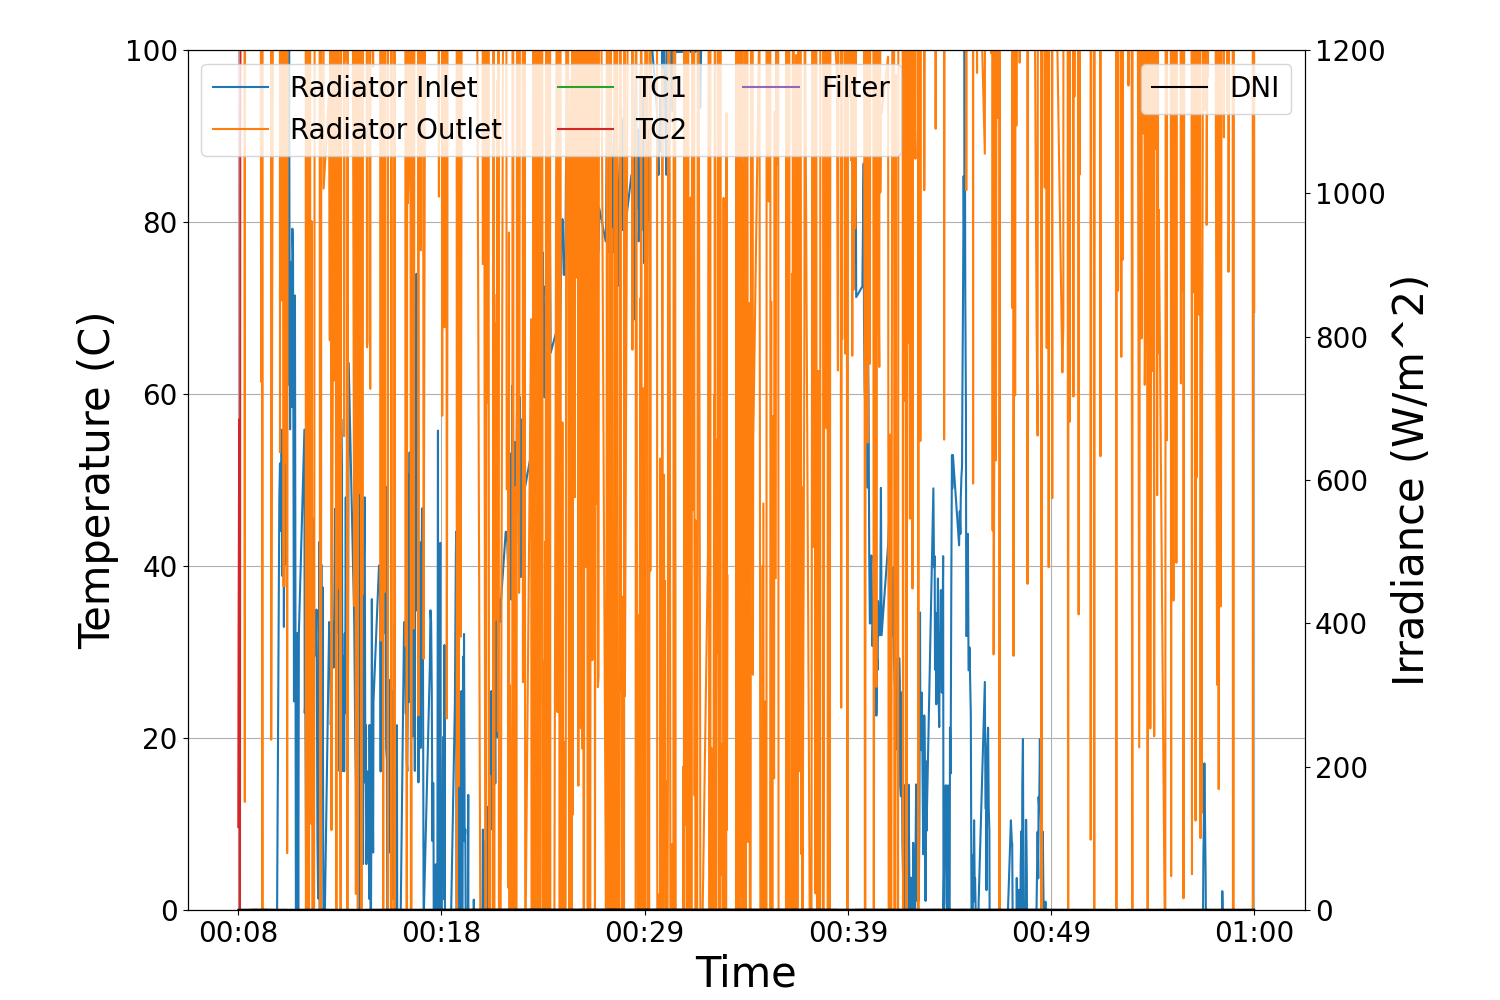 100
80
60
40
20
0
Temperature (C)
Radiator Inlet
Radiator Outlet
TC1
TC2
Filter
DNI
1200
1000
800
600
400
200
0
Irradiance (W/m^2)
00:08
00:18
00:29
00:39
00:49
01:00
Time